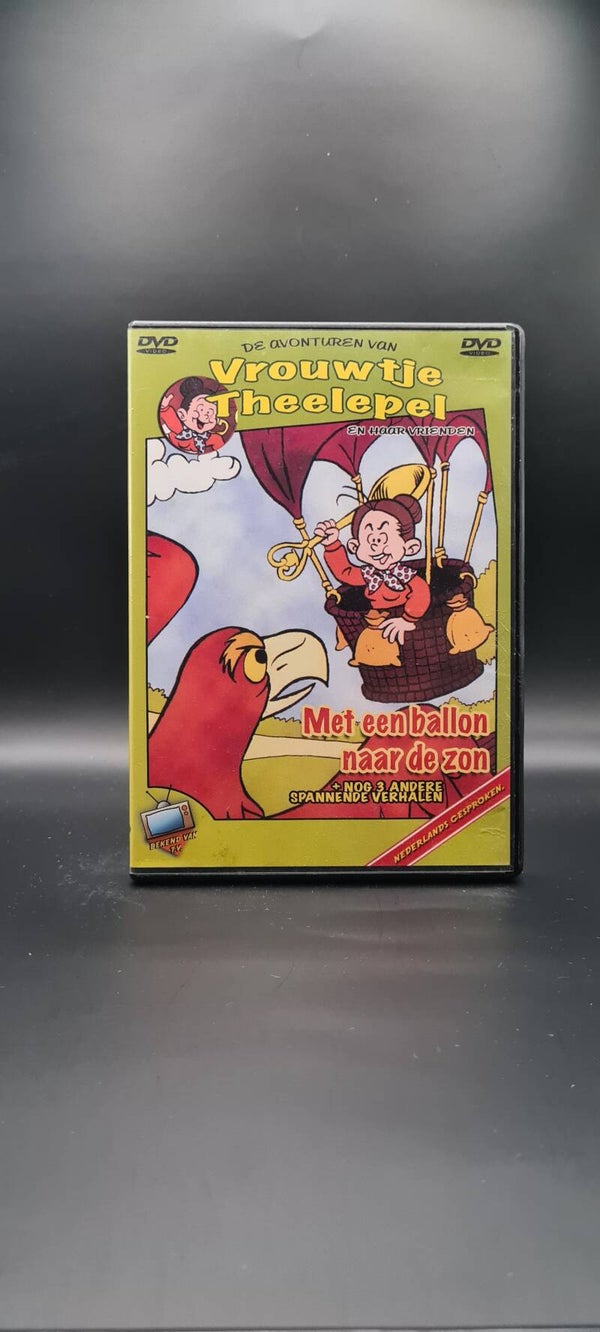 DVD
VIDEO
DVD
VIDEO
DE AVONTUREN VAN
Vrouwtje
Theelepel
EN HAAR VRIENDEN
Met een ballon
naar de zon
+ NOG 3 ANDERE
SPANNENDE VERHALEN
BEKEND VAN
T.V.
NEDERLANDS GESPROKEN.